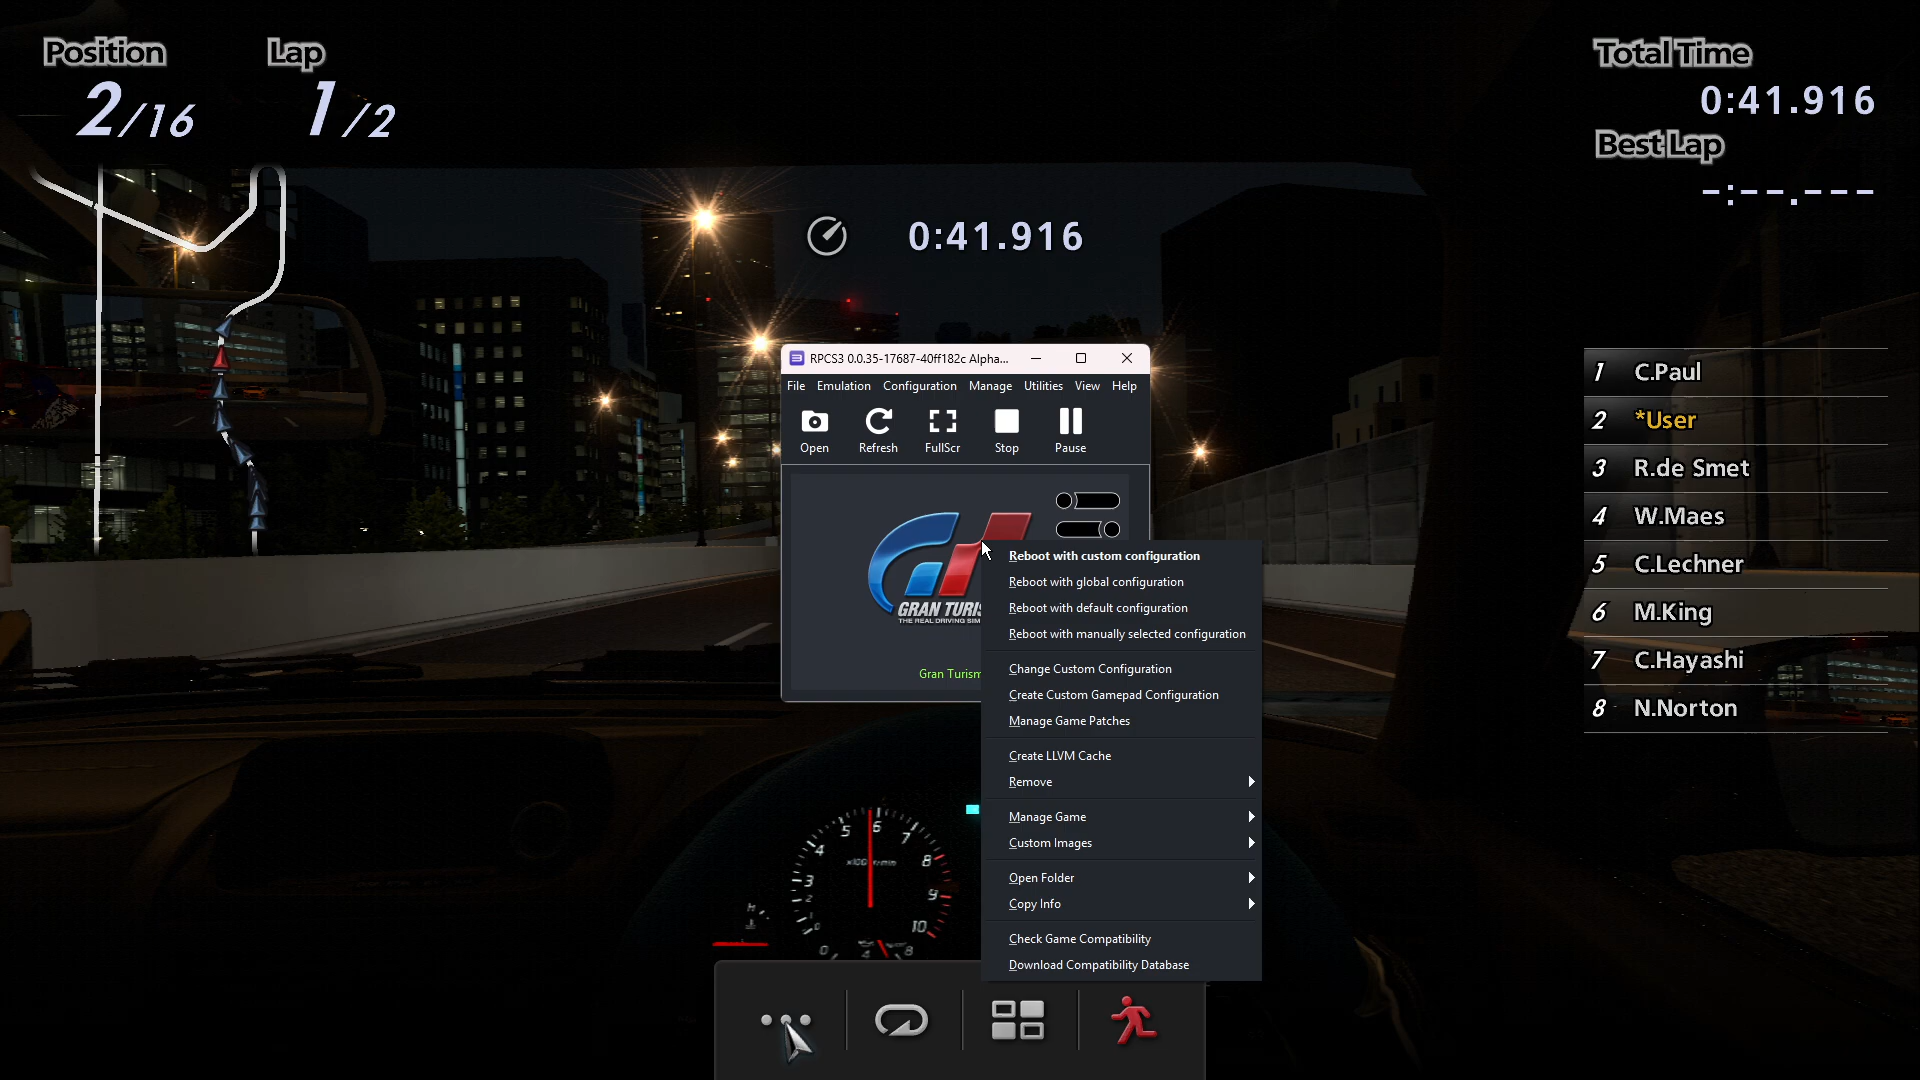 Position
Lap
2/16
1/2
Total Time
0:41.916
Best Lap
-:--.---
0:41.916
RPCS3 0.0.35-17687-40ff182c Alpha...
File Emulation Configuration Manage Utilities View Help
Open Refresh FullScr Stop Pause
GRAN TURIS
THE REAL DRIVING SIM
Gran Turism
Reboot with custom configuration
Reboot with global configuration
Reboot with default configuration
Reboot with manually selected configuration
Change Custom Configuration
Create Custom Gamepad Configuration
Manage Game Patches
Create LLVM Cache
Remove
Manage Game
Custom Images
Open Folder
Copy Info
Check Game Compatibility
Download Compatibility Database
1 C.Paul
2 *User
3 R.de Smet
4 W.Maes
5 C.Lechner
6 M.King
7 C.Hayashi
8 N.Norton
0 2 3 4 5 6 7 8 9 10